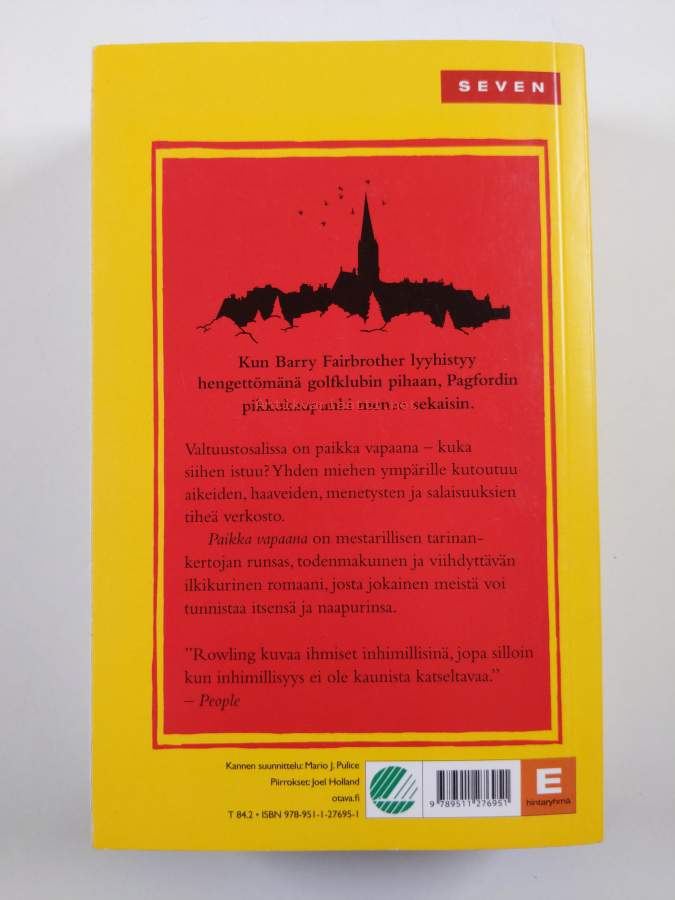 SEVEN
Kun Barry Fairbrother lyyhistyy
hengettömänä golfklubin pihaan, Pagfordin
pikkukaupunki menee sekaisin.
Valtuustosalissa on paikka vapaana – kuka
siihen istuu? Yhden miehen ympärille kutoutuu
aikeiden, haaveiden, menetysten ja salaisuuksien
tiheä verkosto.
Paikka vapaana on mestarillisen tarinan-
kertojan runsas, todenmakuinen ja viihdyttävän
ilkikurinen romaani, josta jokainen meistä voi
tunnistaa itsensä ja naapurinsa.
”Rowling kuvaa ihmiset inhimillisinä, jopa silloin
kun inhimillisyys ei ole kaunista katseltavaa.”
– People
Kannen suunnittelu: Mario J. Pulice
Piirrokset: Joel Holland
otava.fi
T 84.2 • ISBN 978-951-1-27695-1
9 789511 276951
E
hintaryhmä